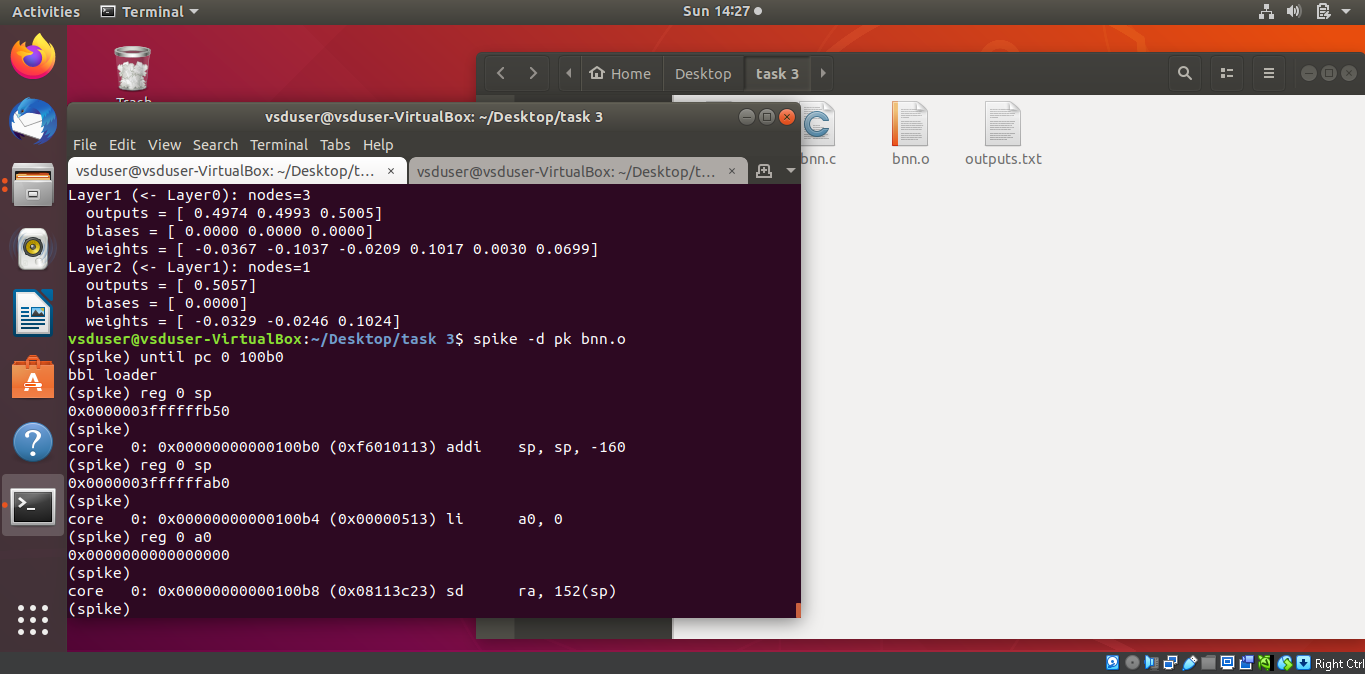 Activities Terminal Sun 14:27
Home Desktop task 3
vsduser@vsduser-VirtualBox: ~/Desktop/task 3
File Edit View Search Terminal Tabs Help
vsduser@vsduser-VirtualBox: ~/Desktop/t... × vsduser@vsduser-VirtualBox: ~/Desktop/t... ×
Layer1 (<- Layer0): nodes=3
  outputs = [ 0.4974 0.4993 0.5005]
  biases = [ 0.0000 0.0000 0.0000]
  weights = [ -0.0367 -0.1037 -0.0209 0.1017 0.0030 0.0699]
Layer2 (<- Layer1): nodes=1
  outputs = [ 0.5057]
  biases = [ 0.0000]
  weights = [ -0.0329 -0.0246 0.1024]
vsduser@vsduser-VirtualBox:~/Desktop/task 3$ spike -d pk bnn.o
(spike) until pc 0 100b0
bbl loader
(spike) reg 0 sp
0x0000003ffffffb50
(spike)
core   0: 0x00000000000100b0 (0xf6010113) addi    sp, sp, -160
(spike) reg 0 sp
0x0000003ffffffab0
(spike)
core   0: 0x00000000000100b4 (0x00000513) li      a0, 0
(spike) reg 0 a0
0x0000000000000000
(spike)
core   0: 0x00000000000100b8 (0x08113c23) sd      ra, 152(sp)
(spike)
Trash
bnn.c bnn.o outputs.txt
Right Ctrl